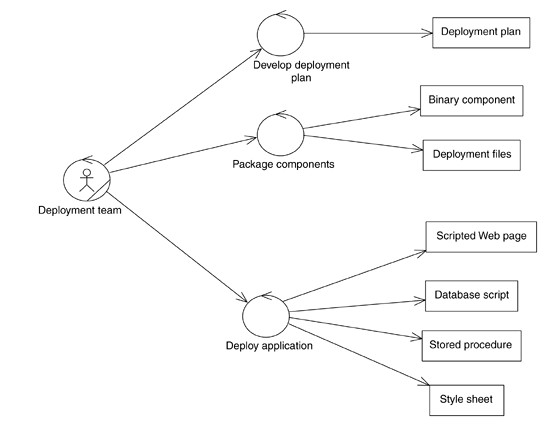 Deployment plan
Develop deployment
plan
Binary component
Package components
Deployment files
Deployment team
Scripted Web page
Database script
Deploy application
Stored procedure
Style sheet